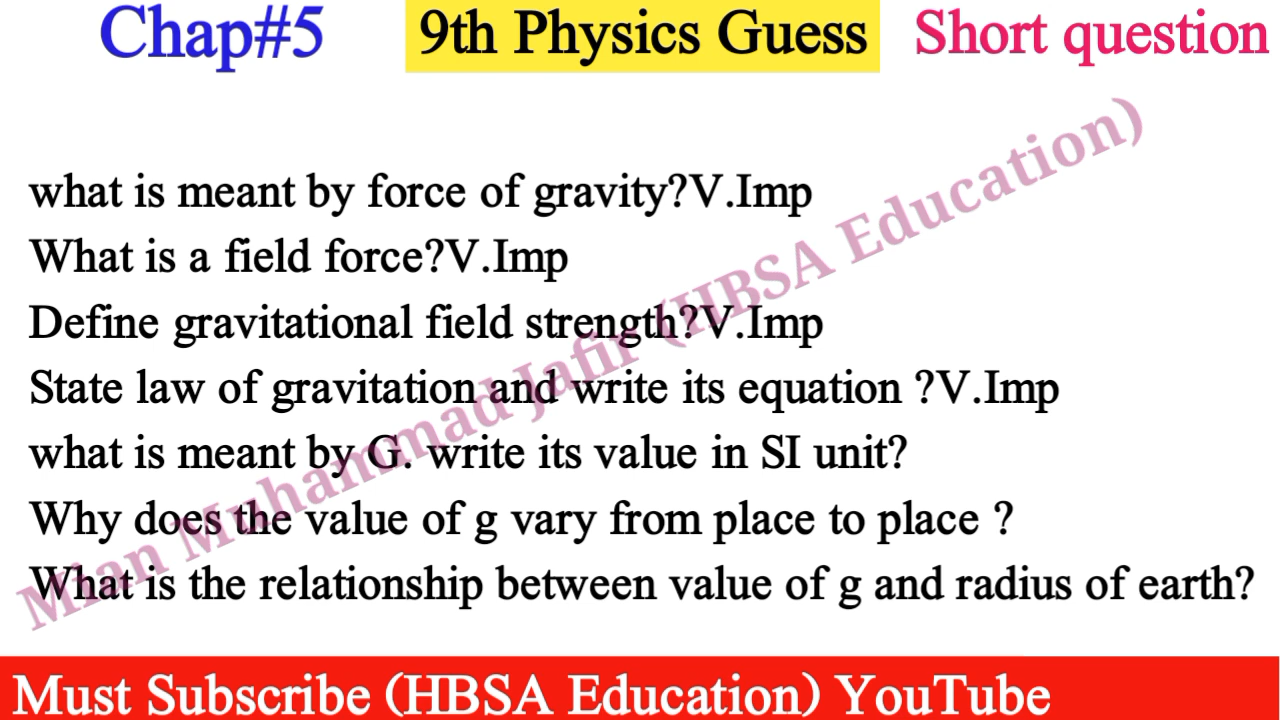 Chap#5 9th Physics Guess Short question
what is meant by force of gravity?V.Imp
What is a field force?V.Imp
Define gravitational field strength?V.Imp
State law of gravitation and write its equation ?V.Imp
what is meant by G. write its value in SI unit?
Why does the value of g vary from place to place ?
What is the relationship between value of g and radius of earth?
Mian Muhammad Jafir (HBSA Education)
Must Subscribe (HBSA Education) YouTube